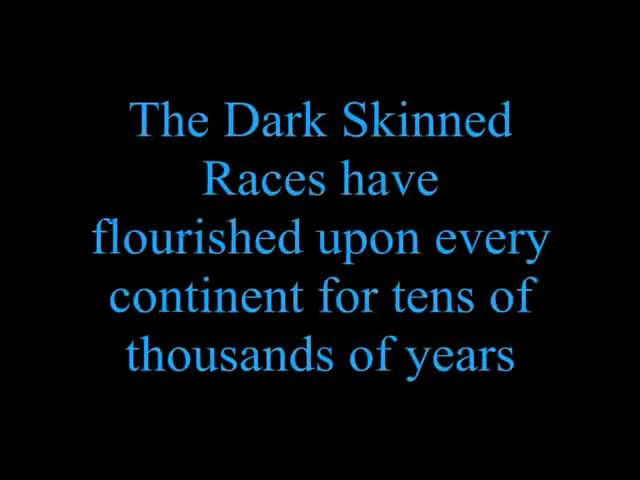 The Dark Skinned
Races have
flourished upon every
continent for tens of
thousands of years